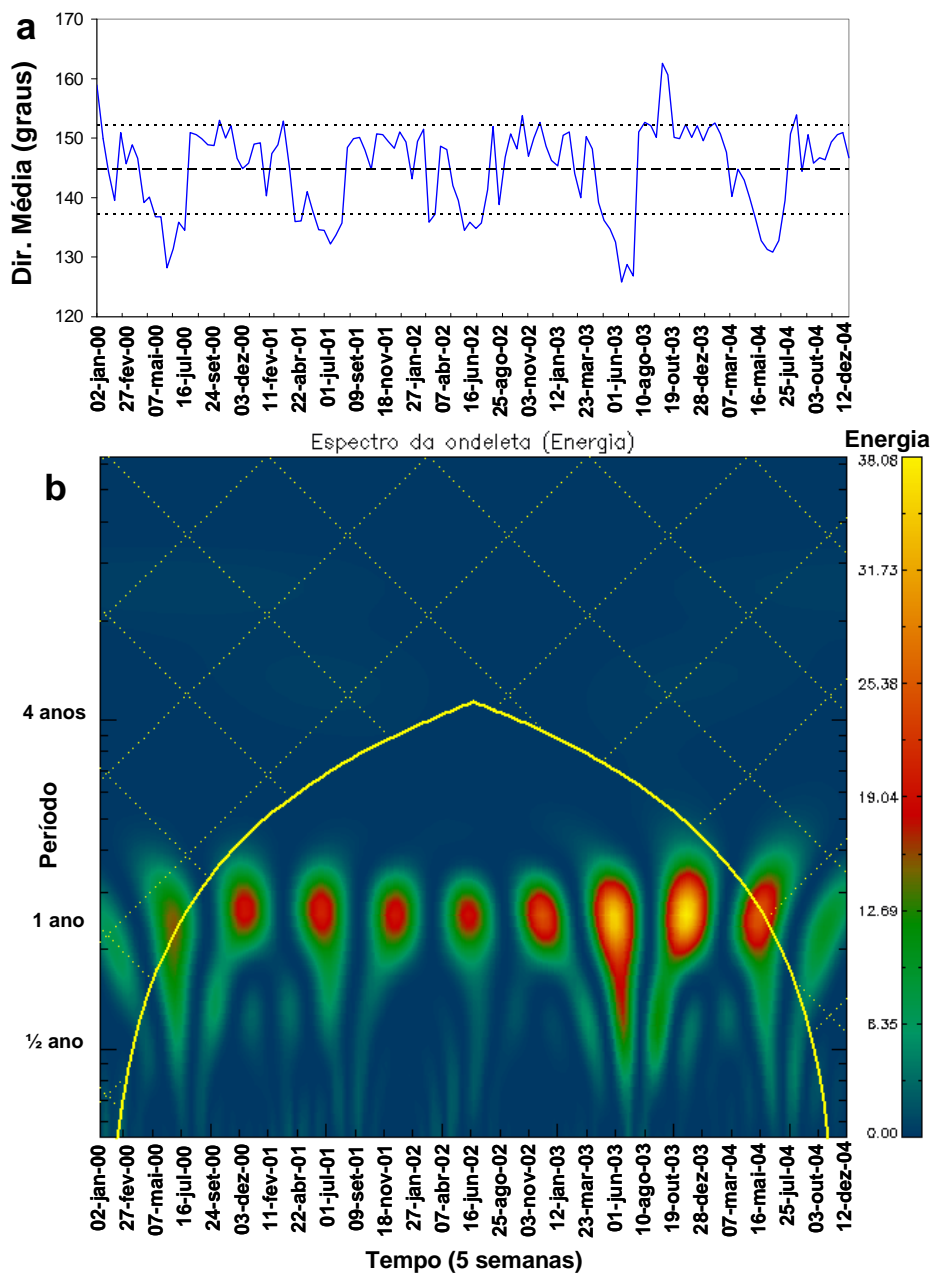 a
170
160
150
140
130
120
Dir. Média (graus)
02-jan-00
27-fev-00
07-mai-00
16-jul-00
24-set-00
03-dez-00
11-fev-01
22-abr-01
01-jul-01
09-set-01
18-nov-01
27-jan-02
07-abr-02
16-jun-02
25-ago-02
03-nov-02
12-jan-03
23-mar-03
01-jun-03
10-ago-03
19-out-03
28-dez-03
07-mar-04
16-mai-04
25-jul-04
03-out-04
12-dez-04
Espectro da ondeleta (Energia)
Energia
b
4 anos
1 ano
½ ano
Período
38.08
31.73
25.38
19.04
12.69
6.35
0.00
02-jan-00
27-fev-00
07-mai-00
16-jul-00
24-set-00
03-dez-00
11-fev-01
22-abr-01
01-jul-01
09-set-01
18-nov-01
27-jan-02
07-abr-02
16-jun-02
25-ago-02
03-nov-02
12-jan-03
23-mar-03
01-jun-03
10-ago-03
19-out-03
28-dez-03
07-mar-04
16-mai-04
25-jul-04
03-out-04
12-dez-04
Tempo (5 semanas)